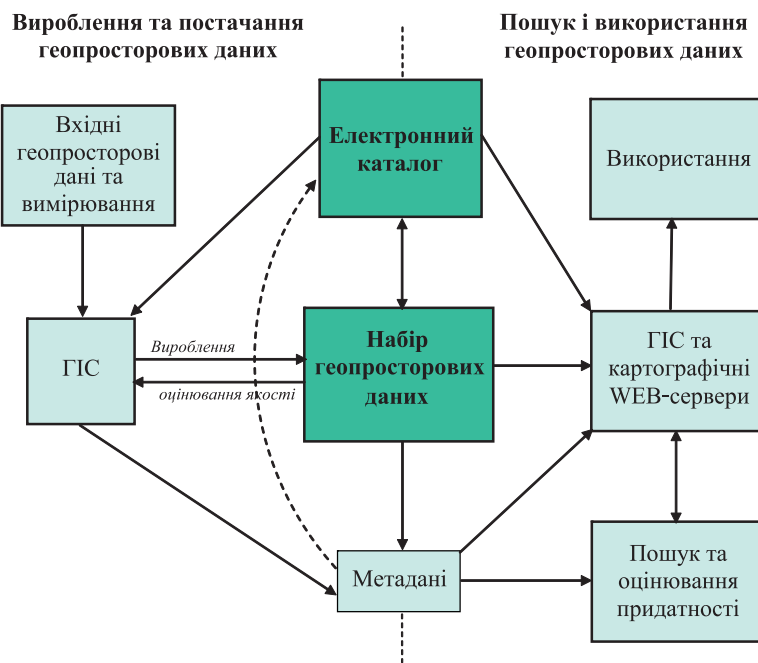 Вироблення та постачання
геопросторових даних
Пошук і використання
геопросторових даних
Вхідні
геопросторові
дані та
вимірювання
Електронний
каталог
Використання
ГІС
Вироблення
оцінювання якості
Набір
геопросторових
даних
ГІС та
картографічні
WEB-сервери
Метадані
Пошук та
оцінювання
придатності